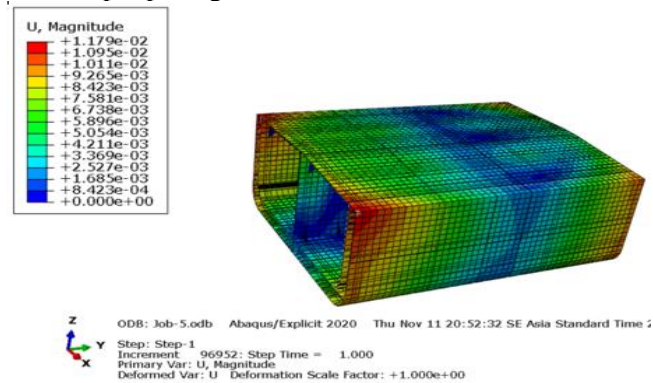 U, Magnitude
+1.179e-02
+1.095e-02
+1.011e-02
+9.265e-03
+8.423e-03
+7.581e-03
+6.738e-03
+5.896e-03
+5.054e-03
+4.211e-03
+3.369e-03
+2.527e-03
+1.685e-03
+8.423e-04
+0.000e+00
Z
Y
X
ODB: Job-5.odb Abaqus/Explicit 2020 Thu Nov 11 20:52:32 SE Asia Standard Time 2
Step: Step-1
Increment 96952: Step Time = 1.000
Primary Var: U, Magnitude
Deformed Var: U Deformation Scale Factor: +1.000e+00